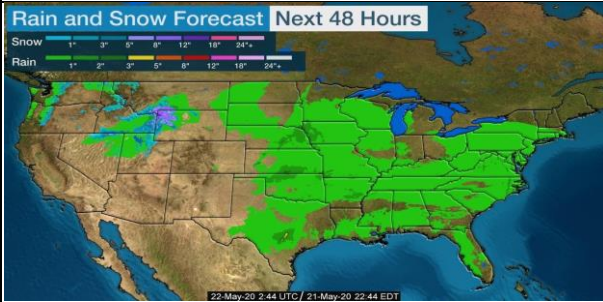 Rain and Snow Forecast Next 48 Hours
Snow 1" 3" 5" 8" 12" 18" 24"+
Rain 1" 2" 3" 5" 8" 12" 18" 24"+
22-May-20 2:44 UTC / 21-May-20 22:44 EDT